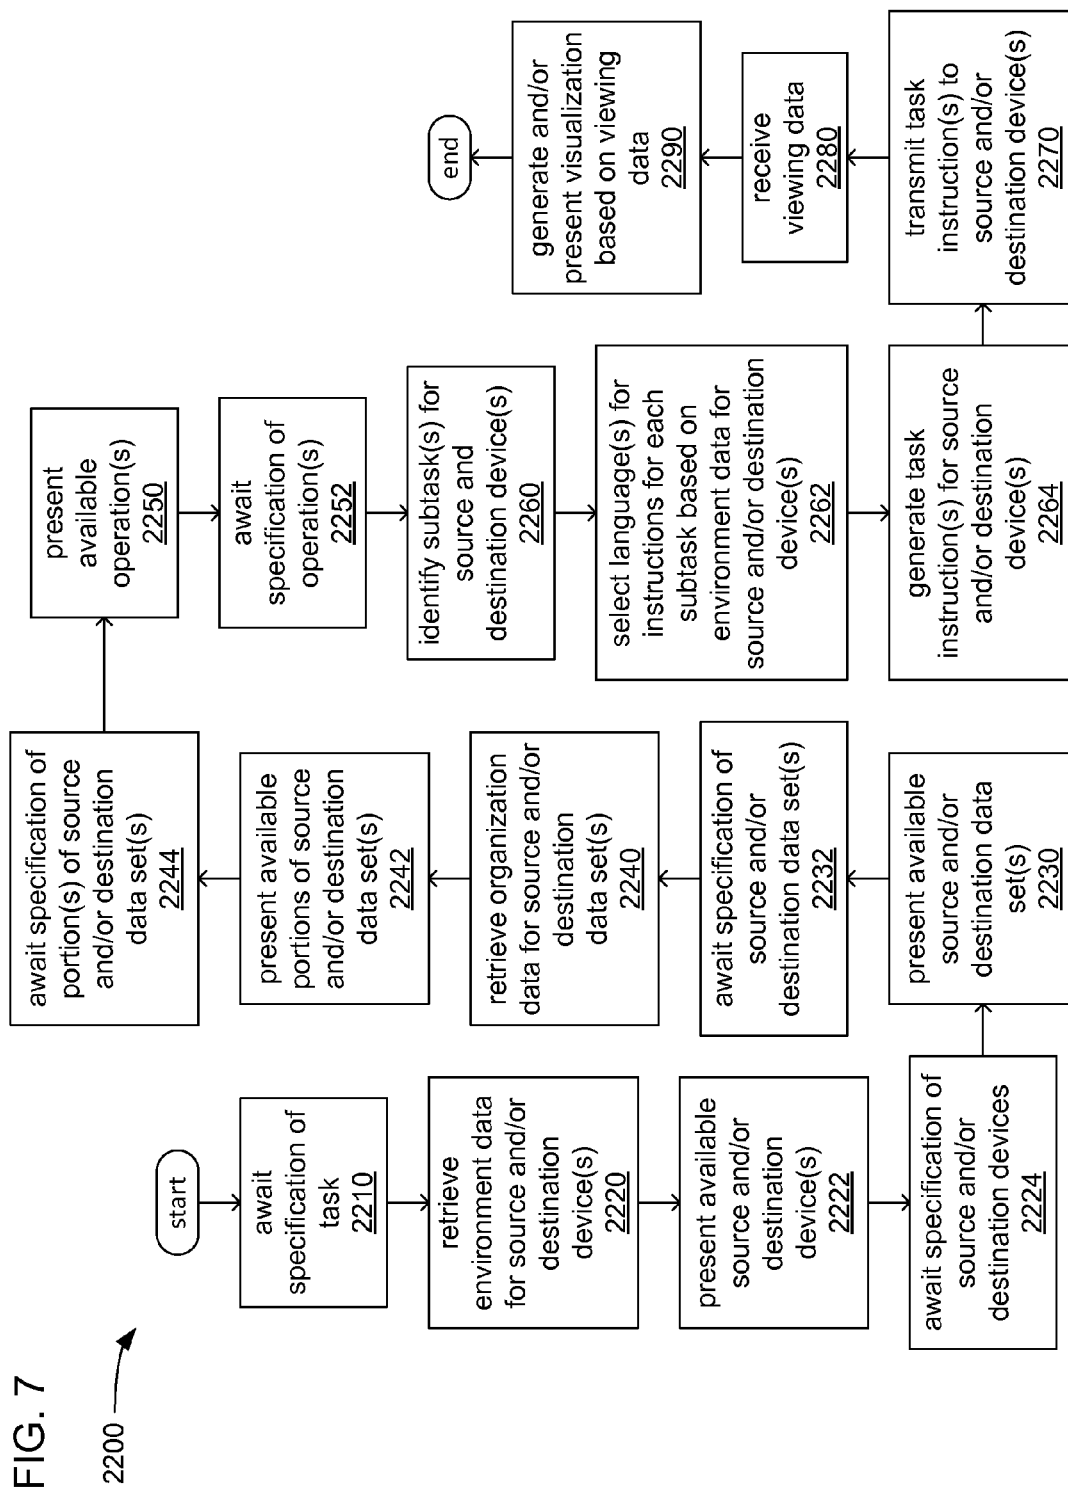 FIG. 7
2200
start
await
specification of
task
2210
retrieve
environment data
for source and/or
destination
device(s)
2220
present available
source and/or
destination
device(s)
2222
await specification of
source and/or
destination devices
2224
present available
source and/or
destination data
set(s)
2230
await specification of
source and/or
destination data set(s)
2232
retrieve organization
data for source and/or
destination
data set(s)
2240
present available
portions of source
and/or destination
data set(s)
2242
await specification of
portion(s) of source
and/or destination
data set(s)
2244
present
available
operation(s)
2250
await
specification of
operation(s)
2252
identify subtask(s) for
source and
destination device(s)
2260
select language(s) for
instructions for each
subtask based on
environment data for
source and/or destination
device(s)
2262
generate task
instruction(s) for source
and/or destination
device(s)
2264
transmit task
instruction(s) to
source and/or
destination device(s)
2270
receive
viewing data
2280
generate and/or
present visualization
based on viewing
data
2290
end